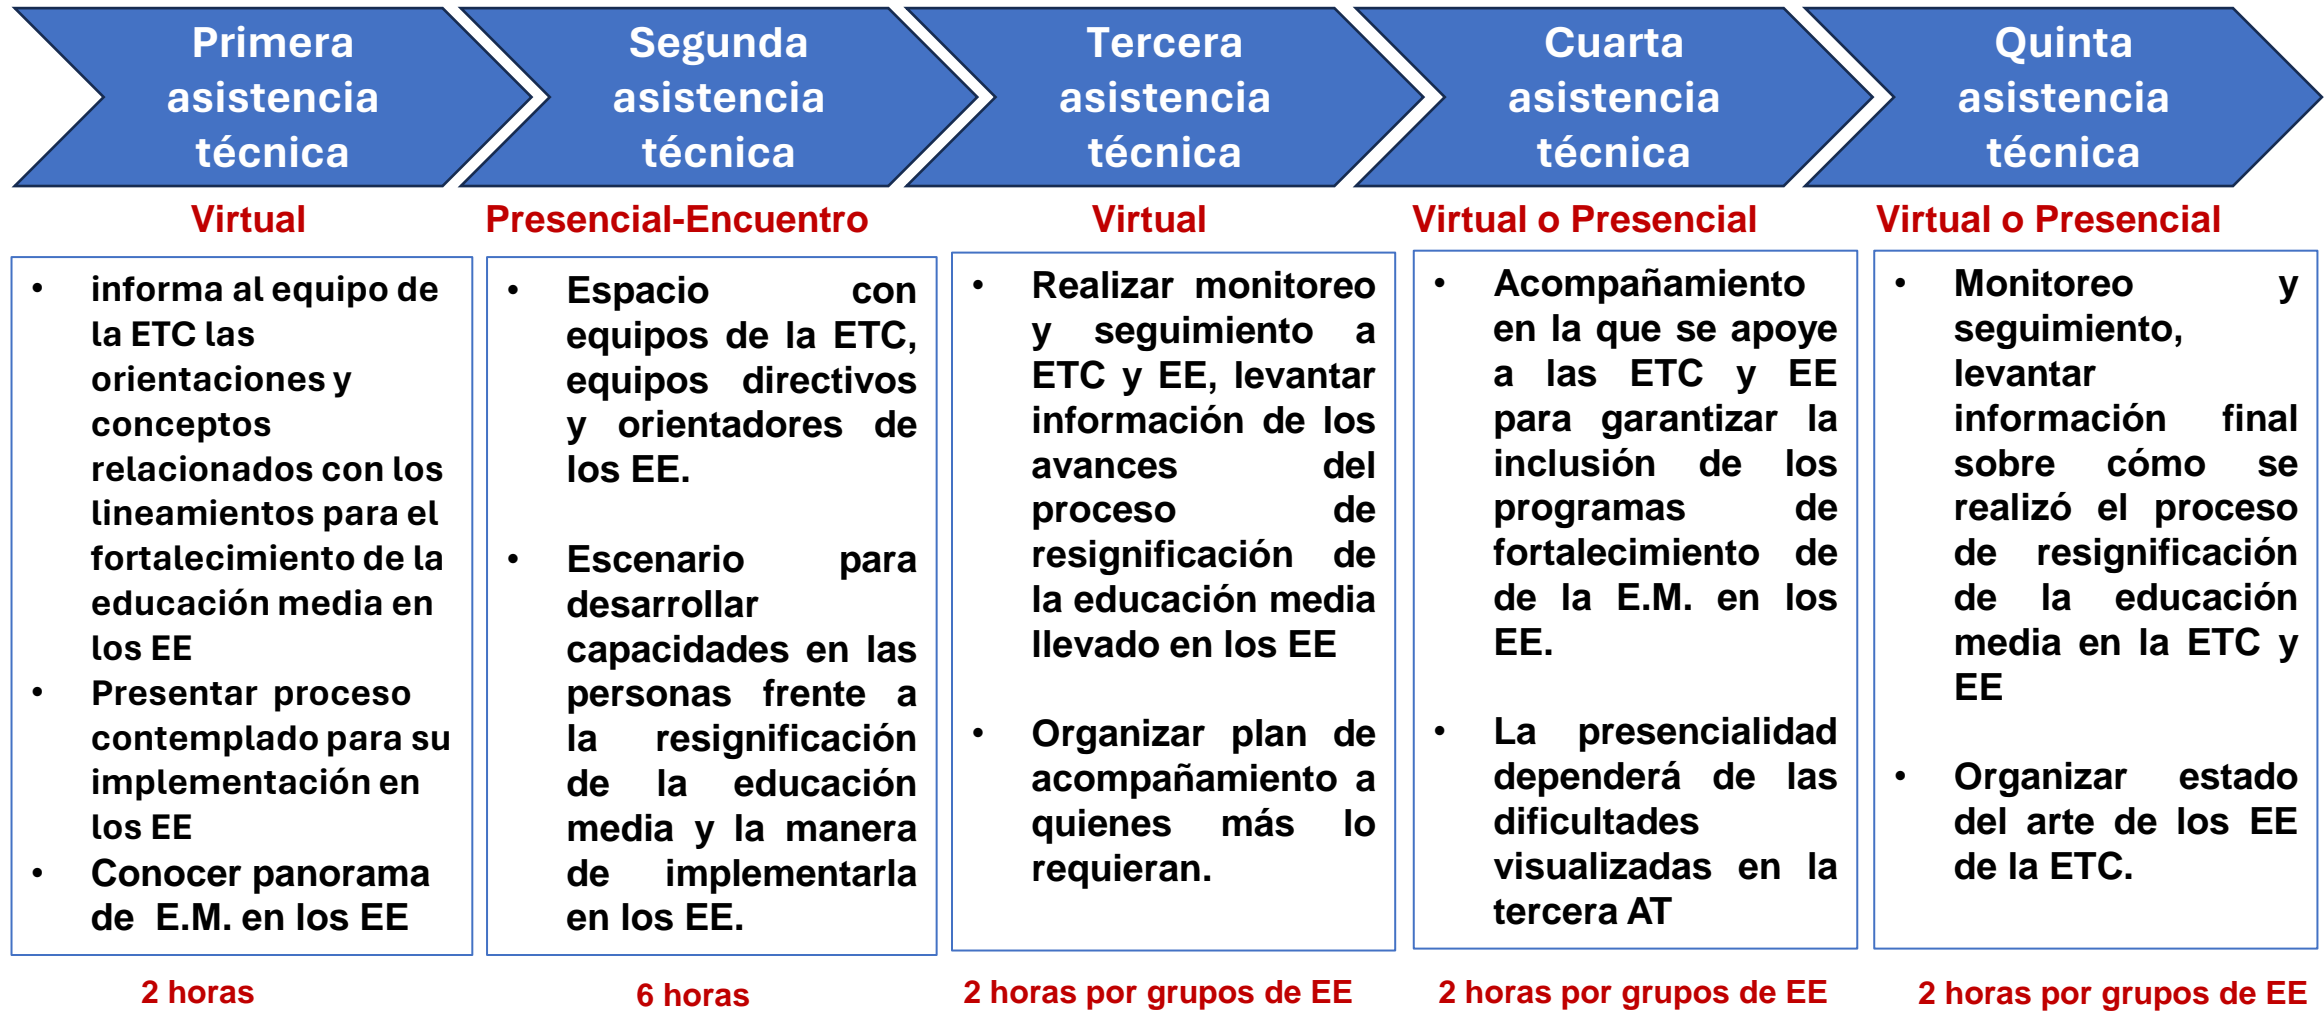 Primera
asistencia
técnica
Segunda
asistencia
técnica
Tercera
asistencia
técnica
Cuarta
asistencia
técnica
Quinta
asistencia
técnica
Virtual
Presencial-Encuentro
Virtual
Virtual o Presencial
Virtual o Presencial
• informa al equipo de
la ETC las
orientaciones y
conceptos
relacionados con los
lineamientos para el
fortalecimiento de la
educación media en
los EE
• Presentar proceso
contemplado para su
implementación en
los EE
• Conocer panorama
de E.M. en los EE
• Espacio con
equipos de la ETC,
equipos directivos
y orientadores de
los EE.
• Escenario para
desarrollar
capacidades en las
personas frente a
la resignificación
de la educación
media y la manera
de implementarla
en los EE.
• Realizar monitoreo
y seguimiento a
ETC y EE, levantar
información de los
avances del
proceso de
resignificación de
la educación media
llevado en los EE
• Organizar plan de
acompañamiento a
quienes más lo
requieran.
• Acompañamiento
en la que se apoye
a las ETC y EE
para garantizar la
inclusión de los
programas de
fortalecimiento de
de la E.M. en los
EE.
• La presencialidad
dependerá de las
dificultades
visualizadas en la
tercera AT
• Monitoreo y
seguimiento,
levantar
información final
sobre cómo se
realizó el proceso
de resignificación
de la educación
media en la ETC y
EE
• Organizar estado
del arte de los EE
de la ETC.
2 horas
6 horas
2 horas por grupos de EE
2 horas por grupos de EE
2 horas por grupos de EE